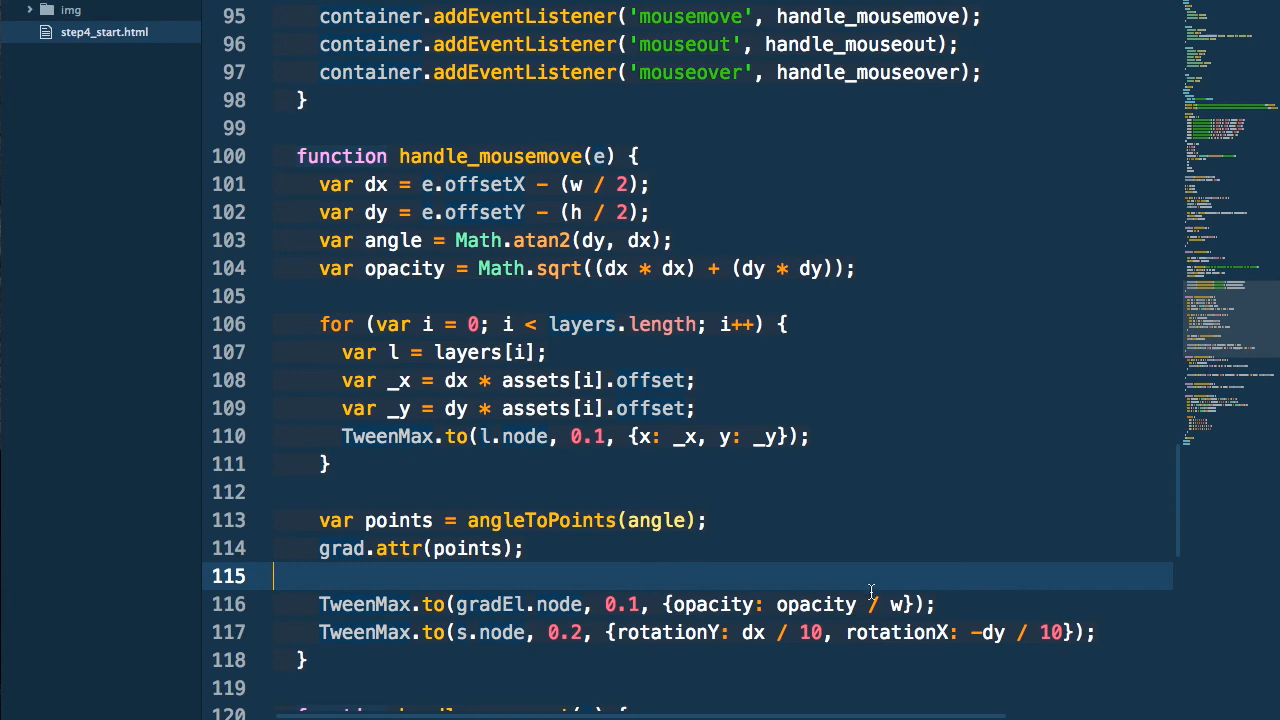 img
step4_start.html
95 container.addEventListener('mousemove', handle_mousemove);
96 container.addEventListener('mouseout', handle_mouseout);
97 container.addEventListener('mouseover', handle_mouseover);
98 }
99
100 function handle_mousemove(e) {
101 var dx = e.offsetX - (w / 2);
102 var dy = e.offsetY - (h / 2);
103 var angle = Math.atan2(dy, dx);
104 var opacity = Math.sqrt((dx * dx) + (dy * dy));
105
106 for (var i = 0; i < layers.length; i++) {
107 var l = layers[i];
108 var _x = dx * assets[i].offset;
109 var _y = dy * assets[i].offset;
110 TweenMax.to(l.node, 0.1, {x: _x, y: _y});
111 }
112
113 var points = angleToPoints(angle);
114 grad.attr(points);
115
116 TweenMax.to(gradEl.node, 0.1, {opacity: opacity / w});
117 TweenMax.to(s.node, 0.2, {rotationY: dx / 10, rotationX: -dy / 10});
118 }
119
120